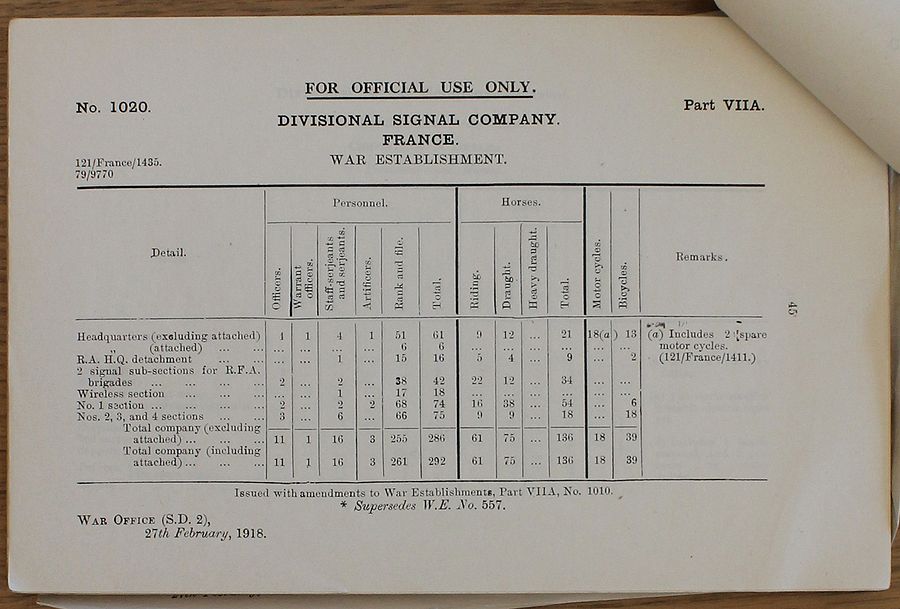 FOR OFFICIAL USE ONLY.
No. 1020. Part VIIA.
DIVISIONAL SIGNAL COMPANY.
FRANCE.
121/France/1435. WAR ESTABLISHMENT.
79/9770
Personnel. Horses.
Detail. Officers. Warrant officers. Staff-serjeants and serjeants. Artificers. Rank and file. Total. Riding. Draught. Heavy draught. Total. Motor cycles. Bicycles. Remarks.
45
Headquarters (excluding attached) 4 1 4 1 51 61 9 12 ... 21 18(a) 13 (a) Includes 2 spare
„ (attached) ... ... ... ... ... ... 6 6 ... ... ... ... ... ... motor cycles.
R.A. H.Q. detachment ... ... ... ... 1 ... 15 16 5 4 ... 9 ... 2 (121/France/1411.)
2 signal sub-sections for R.F.A.
brigades ... ... ... ... 2 ... 2 ... 38 42 22 12 ... 34 ... ...
Wireless section ... ... ... ... ... 1 ... 17 18 ... ... ... ... ... ...
No. 1 section ... ... ... ... 2 ... 2 2 68 74 16 38 ... 54 ... 6
Nos. 2, 3, and 4 sections ... ... 3 ... 6 ... 66 75 9 9 ... 18 ... 18
Total company (excluding
attached) ... ... ... 11 1 16 3 255 286 61 75 ... 136 18 39
Total company (including
attached) ... ... ... 11 1 16 3 261 292 61 75 ... 136 18 39
Issued with amendments to War Establishments, Part VIIA, No. 1010.
* Supersedes W.E. No. 557.
War Office (S.D. 2),
27th February, 1918.